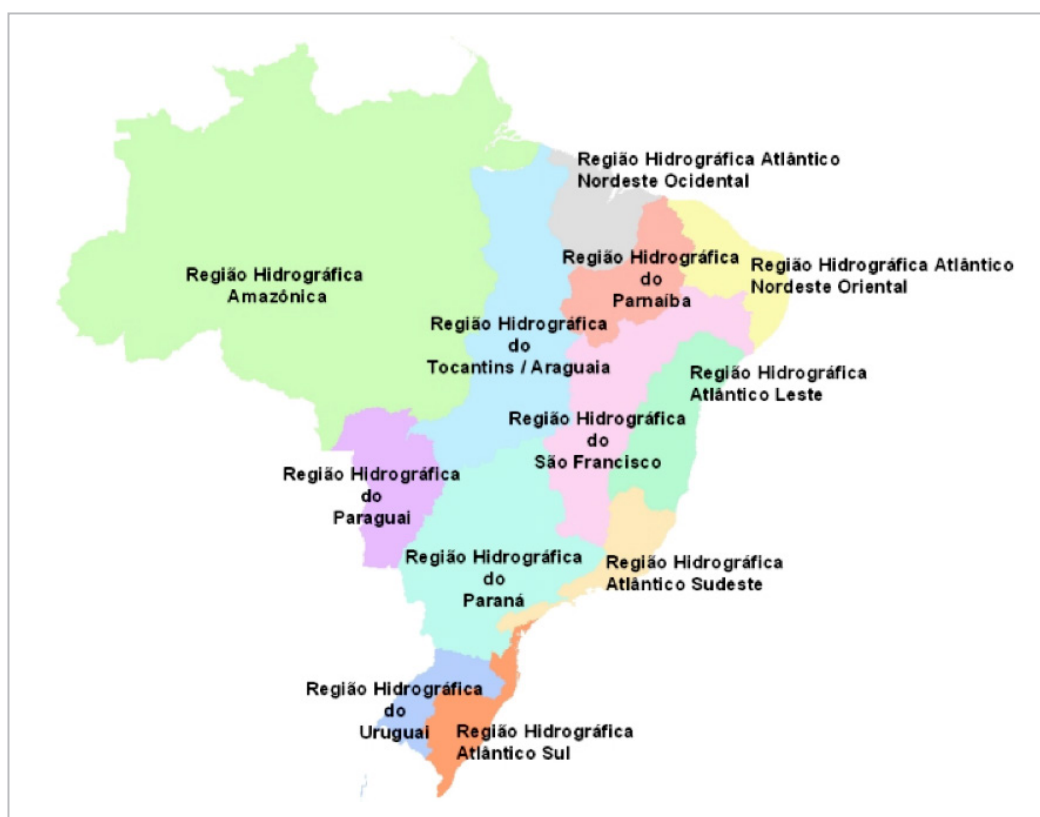 Região Hidrográfica Atlântico
Nordeste Ocidental
Região Hidrográfica
do
Parnaíba
Região Hidrográfica Atlântico
Nordeste Oriental
Região Hidrográfica
Amazônica
Região Hidrográfica
do
Tocantins / Araguaia
Região Hidrográfica
Atlântico Leste
Região Hidrográfica
do
São Francisco
Região Hidrográfica
do
Paraguai
Região Hidrográfica
do
Paraná
Região Hidrográfica
Atlântico Sudeste
Região Hidrográfica
do
Uruguai
Região Hidrográfica
Atlântico Sul